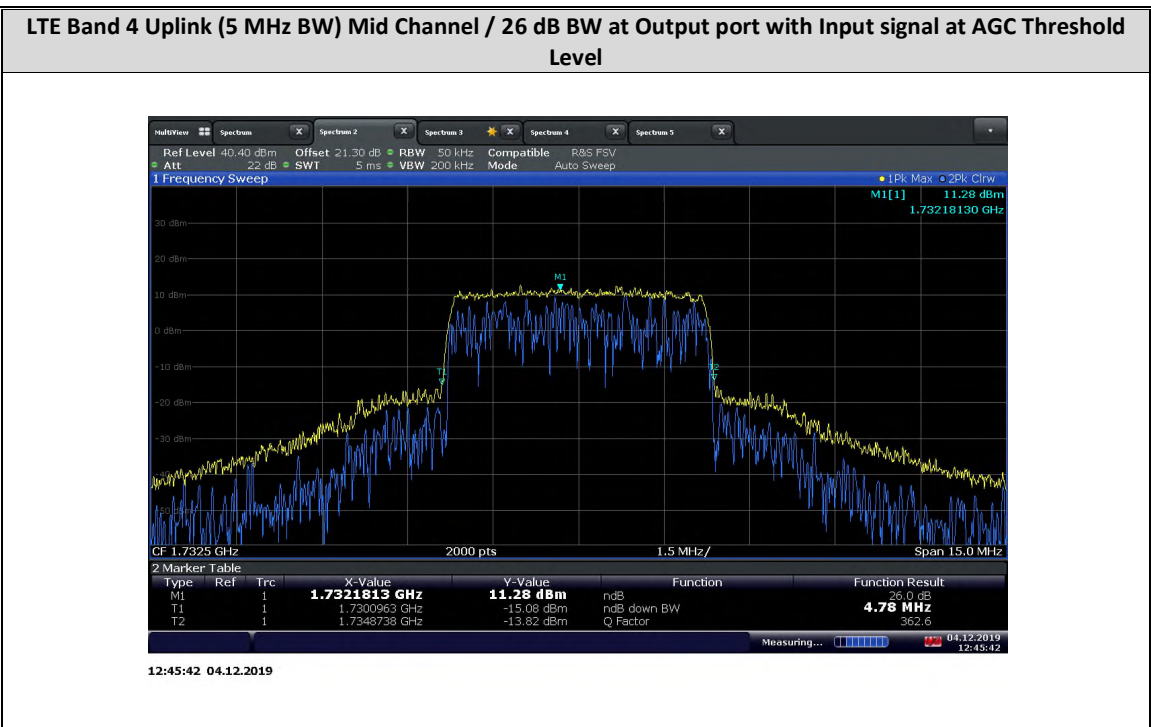 LTE Band 4 Uplink (5 MHz BW) Mid Channel / 26 dB BW at Output port with Input signal at AGC Threshold
Level
MultiView Spectrum X Spectrum 2 X Spectrum 3 X Spectrum 4 X Spectrum 5 X
Ref Level 40.40 dBm Offset 21.30 dB RBW 50 kHz Compatible R&S FSV
Att 22 dB SWT 5 ms VBW 200 kHz Mode Auto Sweep
1 Frequency Sweep 1Pk Max 2Pk Clrw
M1[1] 11.28 dBm
1.73218130 GHz
30 dBm
20 dBm
M1
10 dBm
0 dBm
-10 dBm
T1 T2
-20 dBm
-30 dBm
-40 dBm
-50 dBm
CF 1.7325 GHz 2000 pts 1.5 MHz/ Span 15.0 MHz
2 Marker Table
Type Ref Trc X-Value Y-Value Function Function Result
M1 1 1.7321813 GHz 11.28 dBm ndB 26.0 dB
T1 1 1.7300963 GHz -15.08 dBm ndB down BW 4.78 MHz
T2 1 1.7348738 GHz -13.82 dBm Q Factor 362.6
Measuring... 04.12.2019
12:45:42
12:45:42 04.12.2019